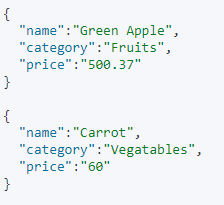 {
"name":"Green Apple",
"category":"Fruits",
"price":"500.37"
}
{
"name":"Carrot",
"category":"Vegatables",
"price":"60"
}